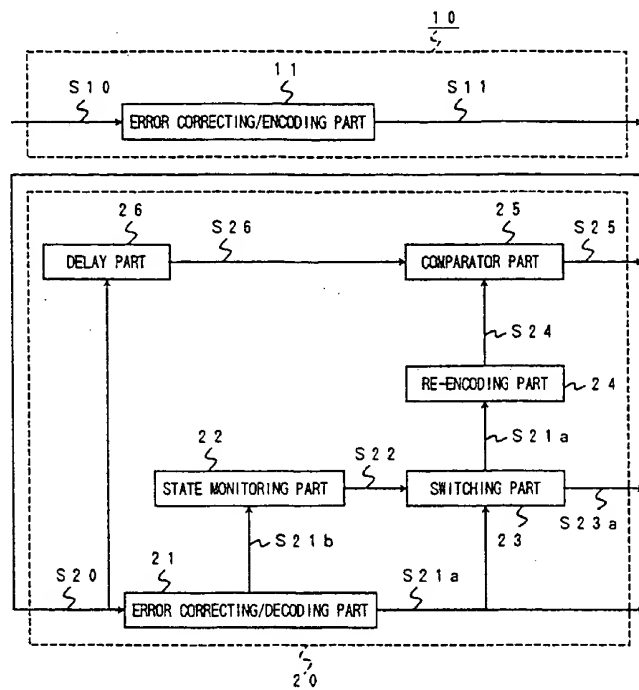 10
11
S10
S11
ERROR CORRECTING/ENCODING PART
26
S26
25
S25
DELAY PART
COMPARATOR PART
S24
RE-ENCODING PART
24
22
S22
S21a
STATE MONITORING PART
SWITCHING PART
S23a
23
S21b
21
S20
S21a
ERROR CORRECTING/DECODING PART
20